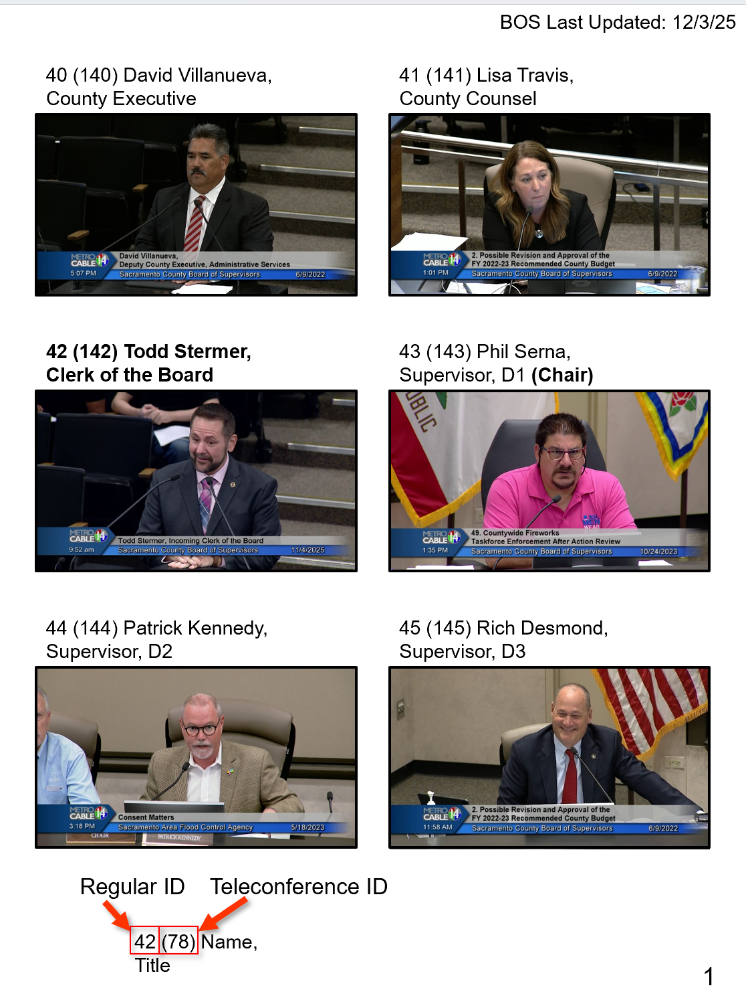 BOS Last Updated: 12/3/25
40 (140) David Villanueva,
County Executive
41 (141) Lisa Travis,
County Counsel
METRO
CABLE 14
5:07 PM
David Villanueva,
Deputy County Executive, Administrative Services
Sacramento County Board of Supervisors 6/9/2022
METRO
CABLE 14
1:01 PM
2. Possible Revision and Approval of the
FY 2022-23 Recommended County Budget
Sacramento County Board of Supervisors 6/9/2022
42 (142) Todd Stermer,
Clerk of the Board
43 (143) Phil Serna,
Supervisor, D1 (Chair)
METRO
CABLE 14
9:52 am
Todd Stermer, Incoming Clerk of the Board
Sacramento County Board of Supervisors 11/4/2025
UBLIC
REAL
MEN
WEAR
METRO
CABLE 14
1:35 PM
49. Countywide Fireworks
Taskforce Enforcement After Action Review
Sacramento County Board of Supervisors 10/24/2023
44 (144) Patrick Kennedy,
Supervisor, D2
45 (145) Rich Desmond,
Supervisor, D3
METRO
CABLE 14
3:18 PM
Consent Matters
Sacramento Area Flood Control Agency 5/18/2023
CHAIR
PATRICK KENNEDY
METRO
CABLE 14
11:58 AM
2. Possible Revision and Approval of the
FY 2022-23 Recommended County Budget
Sacramento County Board of Supervisors 6/9/2022
Regular ID Teleconference ID
42 (78) Name,
Title
1